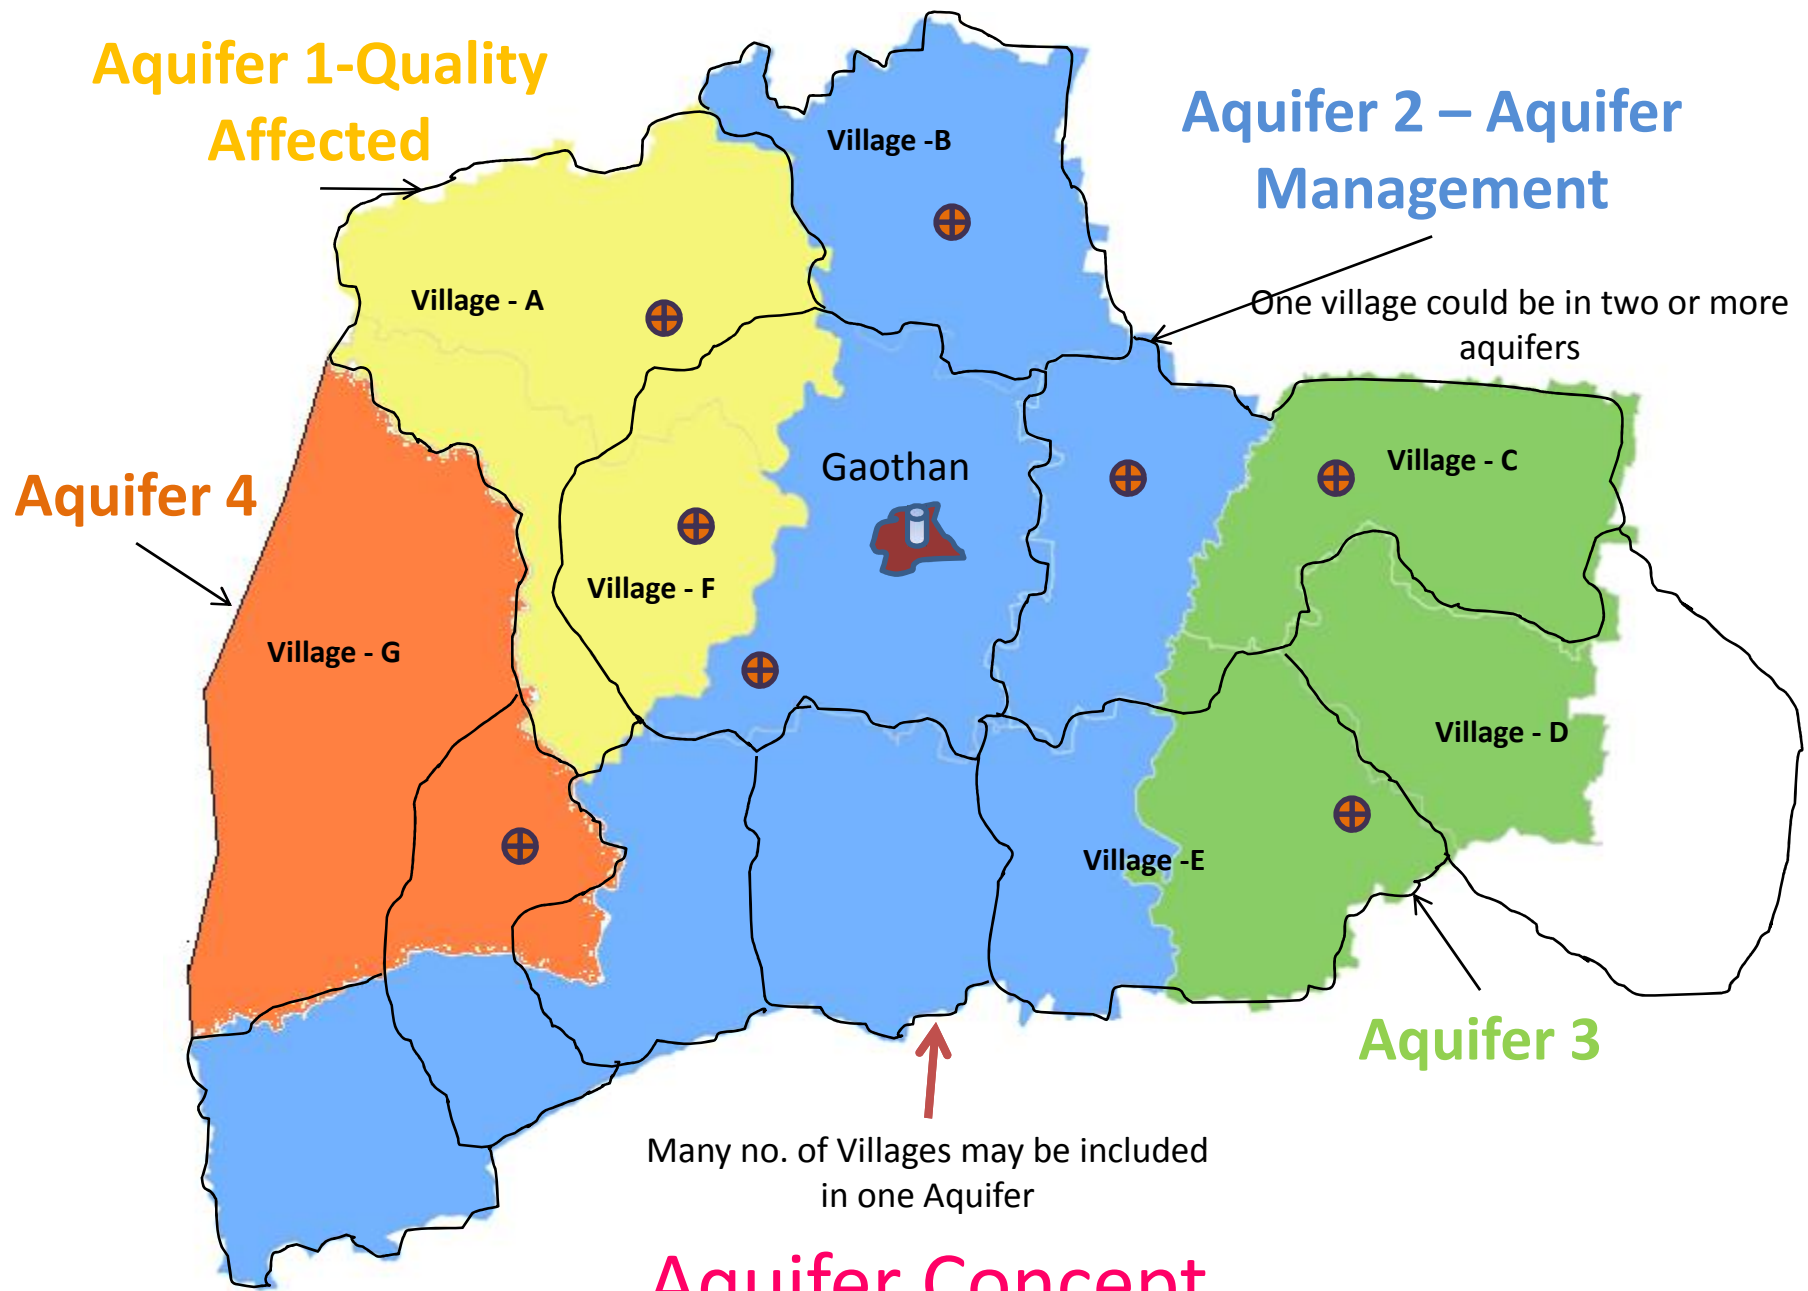 Aquifer 1-Quality
Affected
Aquifer 2 – Aquifer
Management
Village -B
One village could be in two or more
aquifers
Village - A
Village - C
Gaothan
Aquifer 4
Village - F
Village - G
Village - D
Village -E
Aquifer 3
Many no. of Villages may be included
in one Aquifer
Aquifer Concept